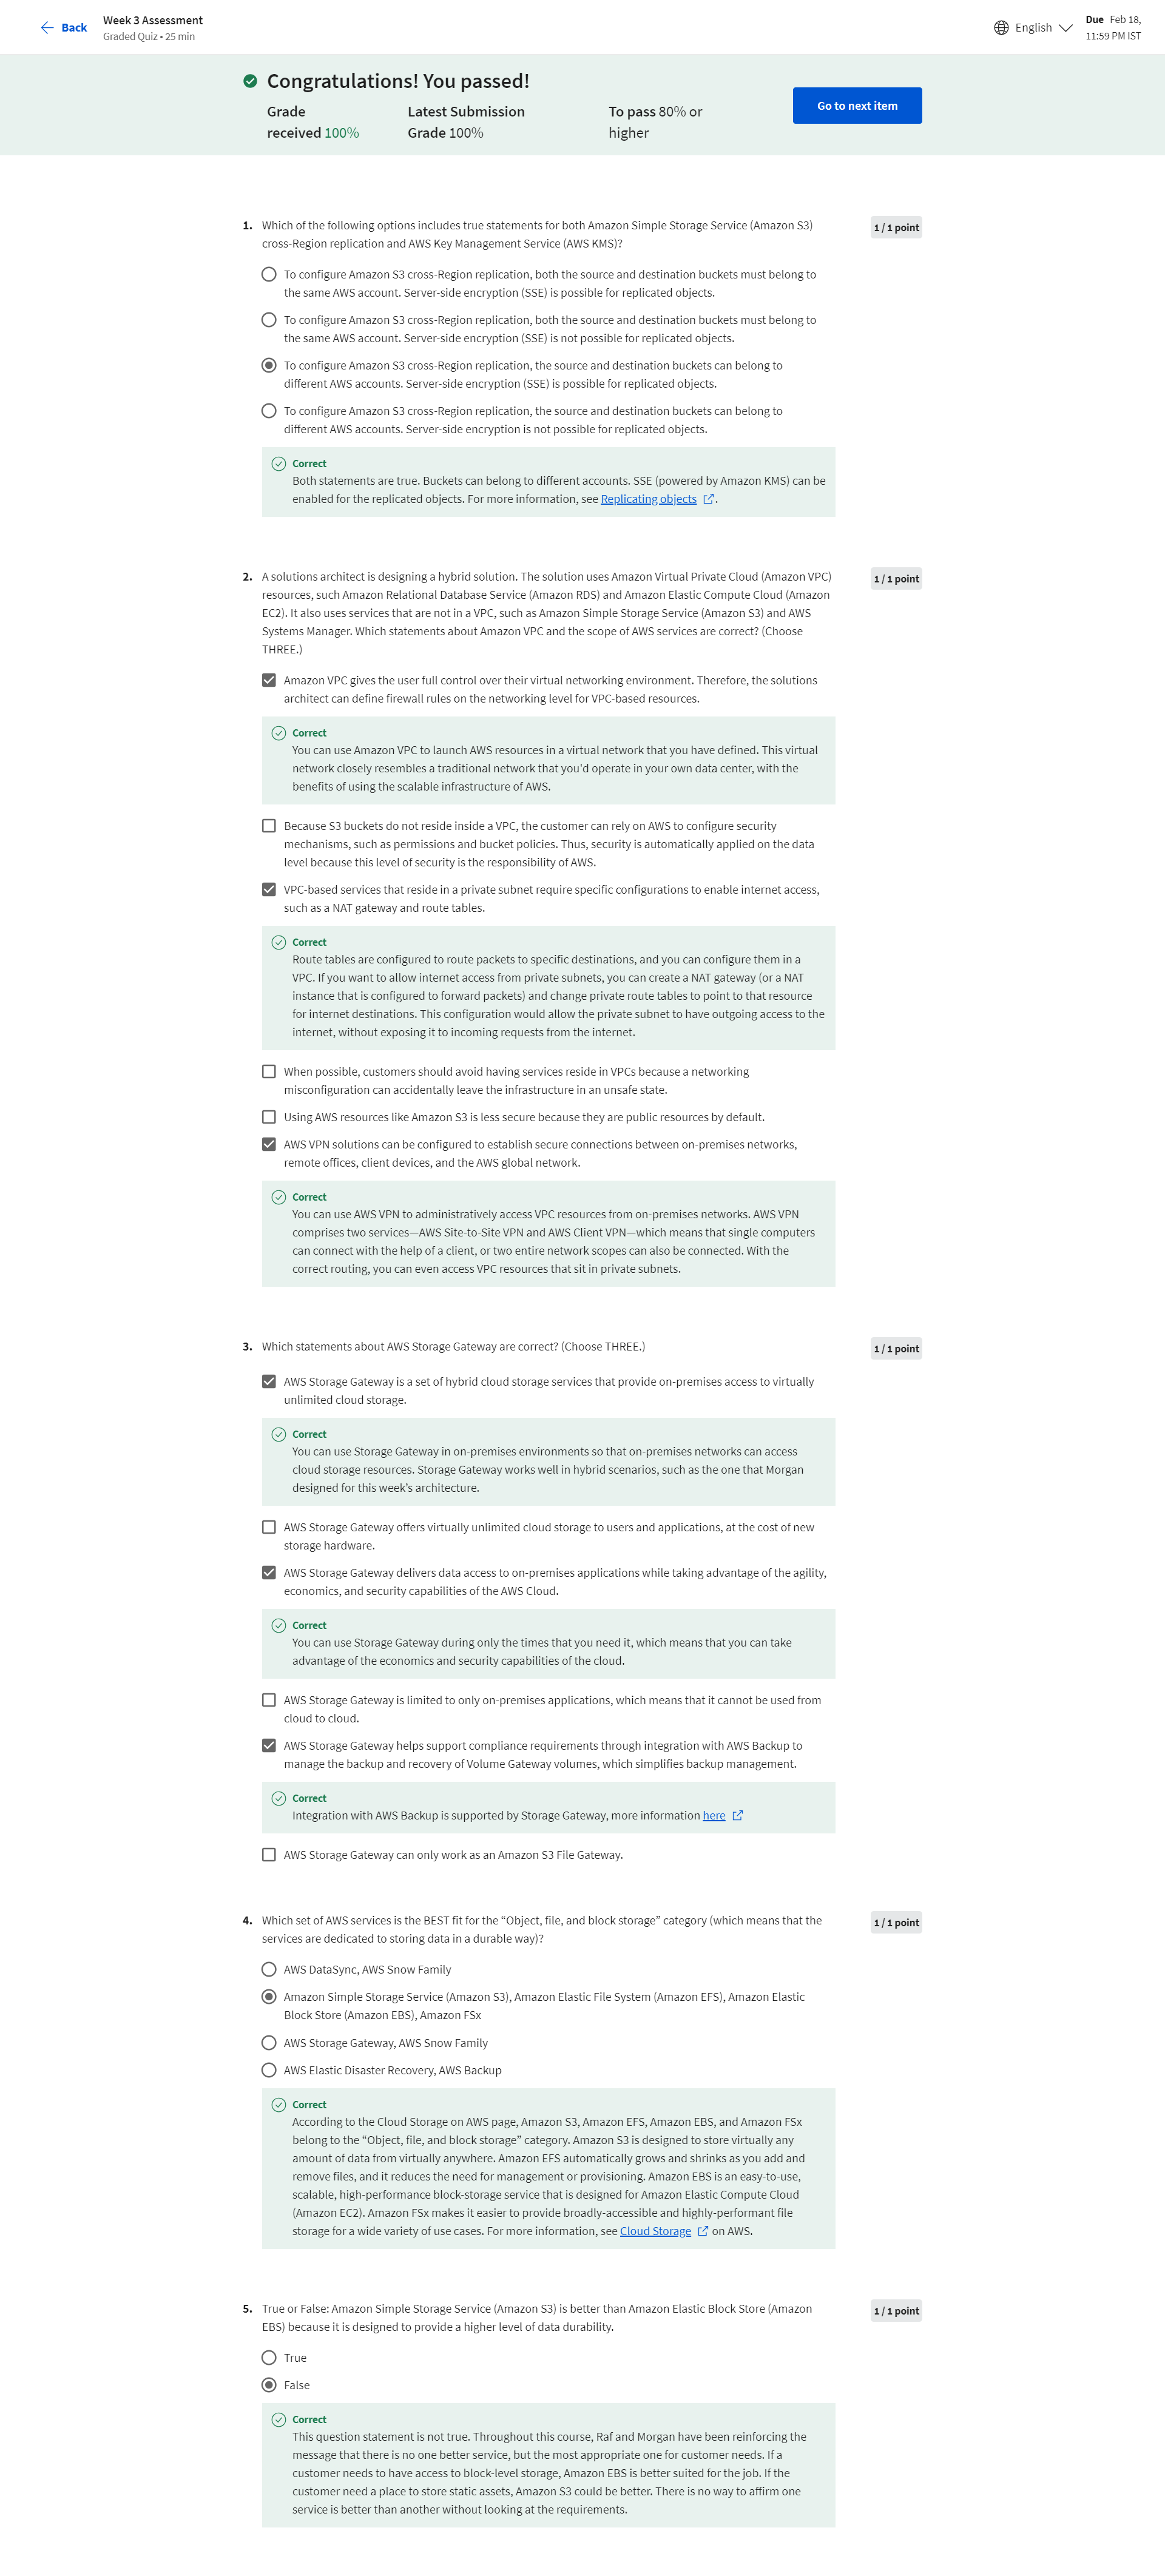 Back
Week 3 Assessment
Graded Quiz • 25 min
English
Due Feb 18,
11:59 PM IST
Congratulations! You passed!
Grade
received 100%
Latest Submission
Grade 100%
To pass 80% or
higher
Go to next item
1. Which of the following options includes true statements for both Amazon Simple Storage Service (Amazon S3)
cross-Region replication and AWS Key Management Service (AWS KMS)?
1 / 1 point
To configure Amazon S3 cross-Region replication, both the source and destination buckets must belong to
the same AWS account. Server-side encryption (SSE) is possible for replicated objects.
To configure Amazon S3 cross-Region replication, both the source and destination buckets must belong to
the same AWS account. Server-side encryption (SSE) is not possible for replicated objects.
To configure Amazon S3 cross-Region replication, the source and destination buckets can belong to
different AWS accounts. Server-side encryption (SSE) is possible for replicated objects.
To configure Amazon S3 cross-Region replication, the source and destination buckets can belong to
different AWS accounts. Server-side encryption is not possible for replicated objects.
Correct
Both statements are true. Buckets can belong to different accounts. SSE (powered by Amazon KMS) can be
enabled for the replicated objects. For more information, see Replicating objects.
2. A solutions architect is designing a hybrid solution. The solution uses Amazon Virtual Private Cloud (Amazon VPC)
resources, such Amazon Relational Database Service (Amazon RDS) and Amazon Elastic Compute Cloud (Amazon
EC2). It also uses services that are not in a VPC, such as Amazon Simple Storage Service (Amazon S3) and AWS
Systems Manager. Which statements about Amazon VPC and the scope of AWS services are correct? (Choose
THREE.)
1 / 1 point
Amazon VPC gives the user full control over their virtual networking environment. Therefore, the solutions
architect can define firewall rules on the networking level for VPC-based resources.
Correct
You can use Amazon VPC to launch AWS resources in a virtual network that you have defined. This virtual
network closely resembles a traditional network that you'd operate in your own data center, with the
benefits of using the scalable infrastructure of AWS.
Because S3 buckets do not reside inside a VPC, the customer can rely on AWS to configure security
mechanisms, such as permissions and bucket policies. Thus, security is automatically applied on the data
level because this level of security is the responsibility of AWS.
VPC-based services that reside in a private subnet require specific configurations to enable internet access,
such as a NAT gateway and route tables.
Correct
Route tables are configured to route packets to specific destinations, and you can configure them in a
VPC. If you want to allow internet access from private subnets, you can create a NAT gateway (or a NAT
instance that is configured to forward packets) and change private route tables to point to that resource
for internet destinations. This configuration would allow the private subnet to have outgoing access to the
internet, without exposing it to incoming requests from the internet.
When possible, customers should avoid having services reside in VPCs because a networking
misconfiguration can accidentally leave the infrastructure in an unsafe state.
Using AWS resources like Amazon S3 is less secure because they are public resources by default.
AWS VPN solutions can be configured to establish secure connections between on-premises networks,
remote offices, client devices, and the AWS global network.
Correct
You can use AWS VPN to administratively access VPC resources from on-premises networks. AWS VPN
comprises two services—AWS Site-to-Site VPN and AWS Client VPN—which means that single computers
can connect with the help of a client, or two entire network scopes can also be connected. With the
correct routing, you can even access VPC resources that sit in private subnets.
3. Which statements about AWS Storage Gateway are correct? (Choose THREE.)
1 / 1 point
AWS Storage Gateway is a set of hybrid cloud storage services that provide on-premises access to virtually
unlimited cloud storage.
Correct
You can use Storage Gateway in on-premises environments so that on-premises networks can access
cloud storage resources. Storage Gateway works well in hybrid scenarios, such as the one that Morgan
designed for this week's architecture.
AWS Storage Gateway offers virtually unlimited cloud storage to users and applications, at the cost of new
storage hardware.
AWS Storage Gateway delivers data access to on-premises applications while taking advantage of the agility,
economics, and security capabilities of the AWS Cloud.
Correct
You can use Storage Gateway during only the times that you need it, which means that you can take
advantage of the economics and security capabilities of the cloud.
AWS Storage Gateway is limited to only on-premises applications, which means that it cannot be used from
cloud to cloud.
AWS Storage Gateway helps support compliance requirements through integration with AWS Backup to
manage the backup and recovery of Volume Gateway volumes, which simplifies backup management.
Correct
Integration with AWS Backup is supported by Storage Gateway, more information here
AWS Storage Gateway can only work as an Amazon S3 File Gateway.
4. Which set of AWS services is the BEST fit for the “Object, file, and block storage” category (which means that the
services are dedicated to storing data in a durable way)?
1 / 1 point
AWS DataSync, AWS Snow Family
Amazon Simple Storage Service (Amazon S3), Amazon Elastic File System (Amazon EFS), Amazon Elastic
Block Store (Amazon EBS), Amazon FSx
AWS Storage Gateway, AWS Snow Family
AWS Elastic Disaster Recovery, AWS Backup
Correct
According to the Cloud Storage on AWS page, Amazon S3, Amazon EFS, Amazon EBS, and Amazon FSx
belong to the “Object, file, and block storage” category. Amazon S3 is designed to store virtually any
amount of data from virtually anywhere. Amazon EFS automatically grows and shrinks as you add and
remove files, and it reduces the need for management or provisioning. Amazon EBS is an easy-to-use,
scalable, high-performance block-storage service that is designed for Amazon Elastic Compute Cloud
(Amazon EC2). Amazon FSx makes it easier to provide broadly-accessible and highly-performant file
storage for a wide variety of use cases. For more information, see Cloud Storage on AWS.
5. True or False: Amazon Simple Storage Service (Amazon S3) is better than Amazon Elastic Block Store (Amazon
EBS) because it is designed to provide a higher level of data durability.
1 / 1 point
True
False
Correct
This question statement is not true. Throughout this course, Raf and Morgan have been reinforcing the
message that there is no one better service, but the most appropriate one for customer needs. If a
customer needs to have access to block-level storage, Amazon EBS is better suited for the job. If the
customer need a place to store static assets, Amazon S3 could be better. There is no way to affirm one
service is better than another without looking at the requirements.